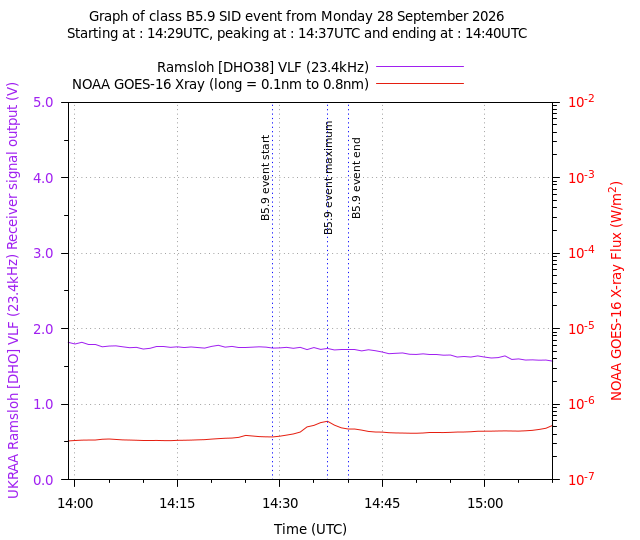 Graph of class B5.9 SID event from Monday 28 September 2026
Starting at : 14:29UTC, peaking at : 14:37UTC and ending at : 14:40UTC
Ramsloh [DHO38] VLF (23.4kHz)
NOAA GOES-16 Xray (long = 0.1nm to 0.8nm)
UKRAA Ramsloh [DHO] VLF (23.4kHz) Receiver signal output (V)
5.0
4.0
3.0
2.0
1.0
0.0
B5.9 event start
B5.9 event maximum
B5.9 event end
10-2
10-3
10-4
10-5
10-6
10-7
NOAA GOES-16 X-ray Flux (W/m2)
14:00
14:15
14:30
14:45
15:00
Time (UTC)